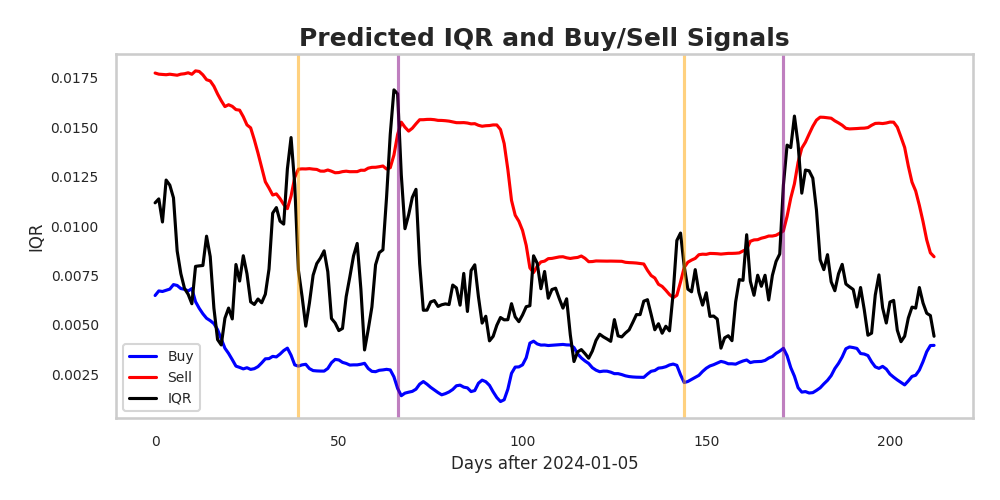 Predicted IQR and Buy/Sell Signals
IQR
0.0175
0.0150
0.0125
0.0100
0.0075
0.0050
0.0025
Buy
Sell
IQR
0 50 100 150 200
Days after 2024-01-05